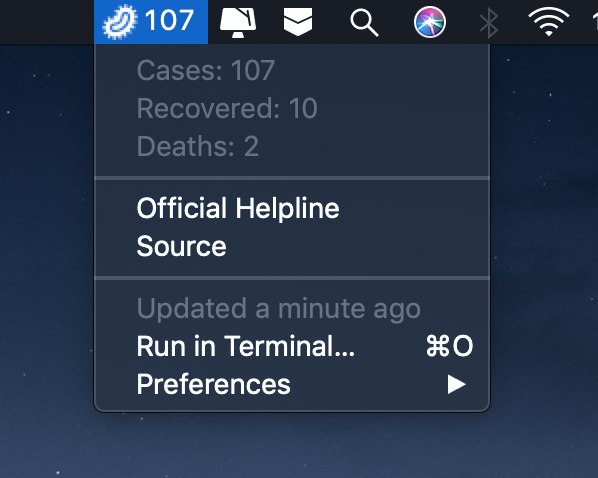 107
Cases: 107
Recovered: 10
Deaths: 2
Official Helpline
Source
Updated a minute ago
Run in Terminal... ⌘O
Preferences ▶